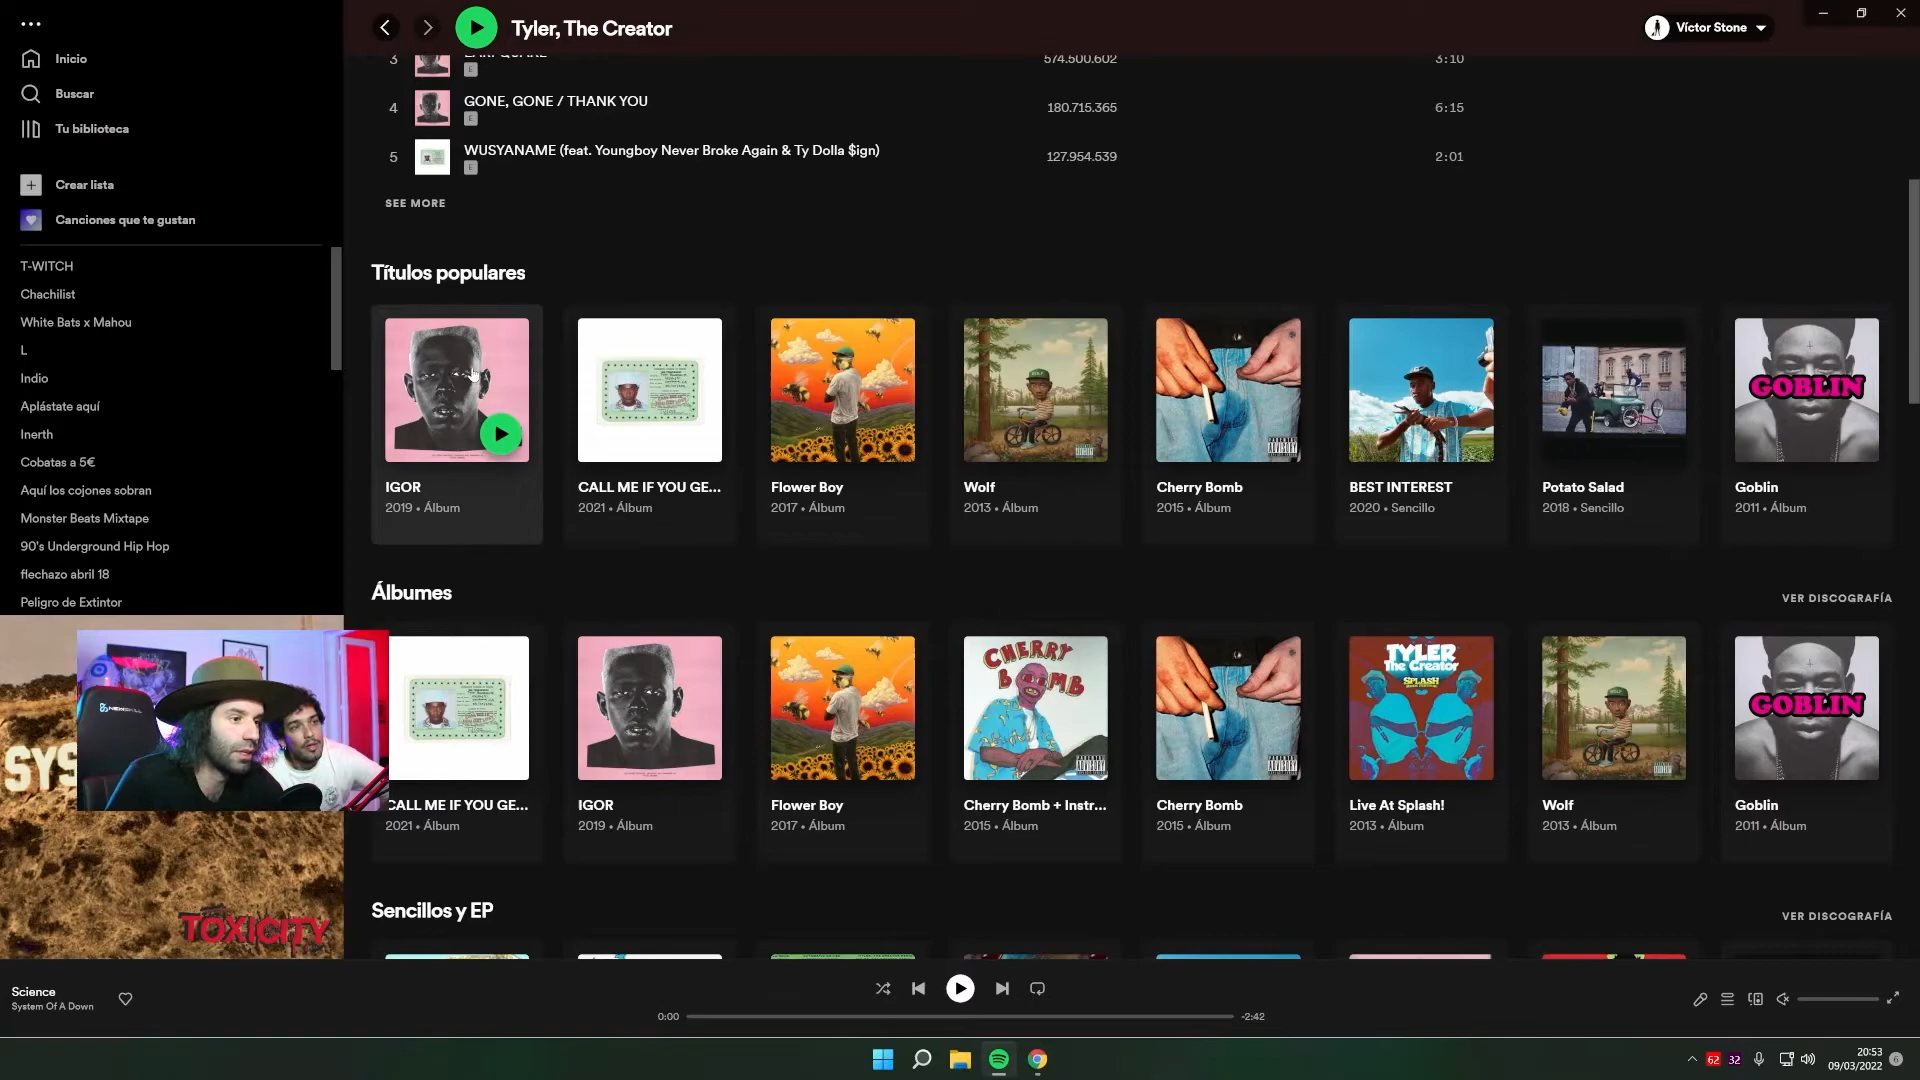 Tyler, The Creator
Víctor Stone
Inicio
Buscar
Tu biblioteca
Crear lista
Canciones que te gustan
T-WITCH
Chachilist
White Bats x Mahou
L
Indio
Aplástate aquí
Inerth
Cobatas a 5€
Aquí los cojones sobran
Monster Beats Mixtape
90's Underground Hip Hop
flechazo abril 18
Peligro de Extintor
3 EARFQUAKE 574.500.602 3:10
E
4 GONE, GONE / THANK YOU 180.715.365 6:15
E
5 WUSYANAME (feat. Youngboy Never Broke Again & Ty Dolla $ign) 127.954.539 2:01
E
SEE MORE
Títulos populares
GOBLIN
IGOR
2019 • Álbum
CALL ME IF YOU GE...
2021 • Álbum
Flower Boy
2017 • Álbum
Wolf
2013 • Álbum
Cherry Bomb
2015 • Álbum
BEST INTEREST
2020 • Sencillo
Potato Salad
2018 • Sencillo
Goblin
2011 • Álbum
Álbumes
VER DISCOGRAFÍA
CHERRY
BOMB
TYLER
The Creator
SPLASH
GOBLIN
CALL ME IF YOU GE...
2021 • Álbum
IGOR
2019 • Álbum
Flower Boy
2017 • Álbum
Cherry Bomb + Instr...
2015 • Álbum
Cherry Bomb
2015 • Álbum
Live At Splash!
2013 • Álbum
Wolf
2013 • Álbum
Goblin
2011 • Álbum
Sencillos y EP
VER DISCOGRAFÍA
NEWSKILL
SYS
TOXICITY
Science
System Of A Down
0:00
-2:42
62 32
20:53
09/03/2022
6